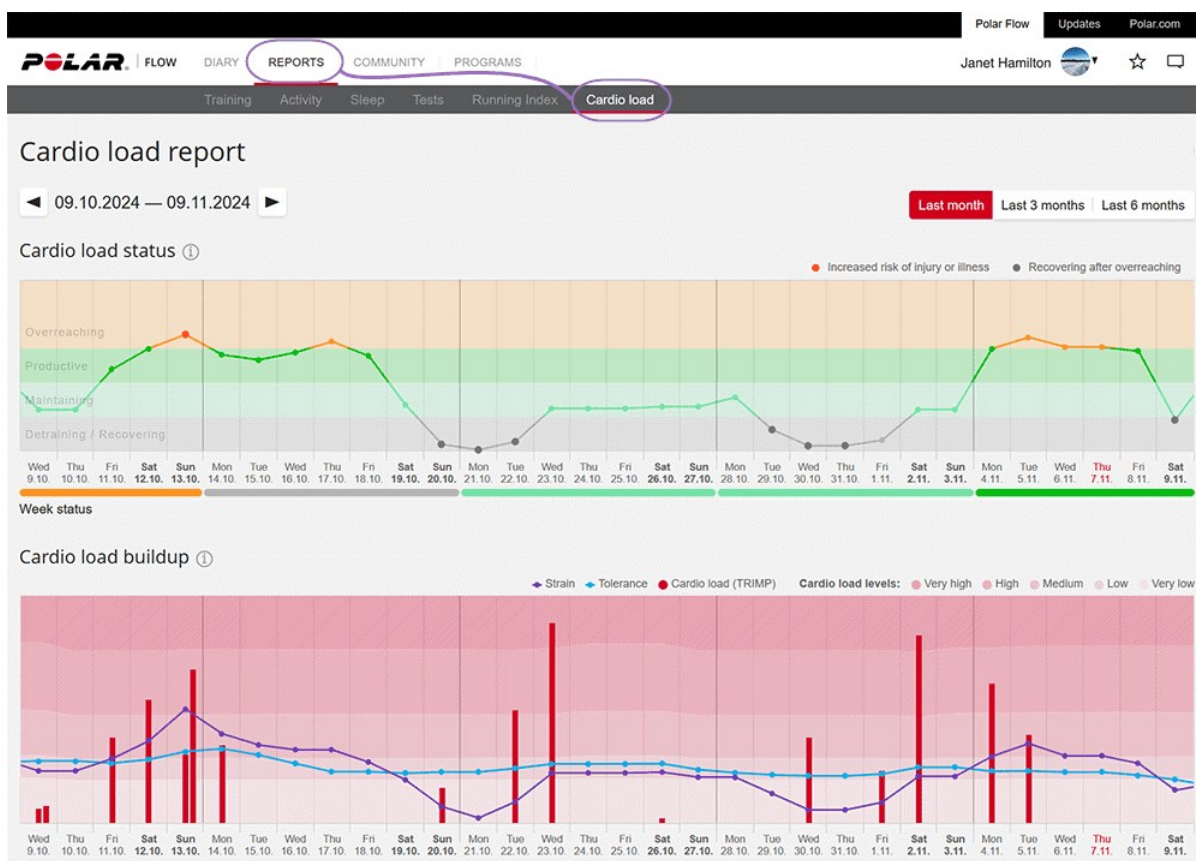 Polar Flow Updates Polar.com
POLAR. FLOW DIARY REPORTS COMMUNITY PROGRAMS Janet Hamilton
Training Activity Sleep Tests Running Index Cardio load
Cardio load report
09.10.2024 — 09.11.2024 Last month Last 3 months Last 6 months
Cardio load status
Increased risk of injury or illness Recovering after overreaching
Overreaching
Productive
Maintaining
Detraining / Recovering
Wed Thu Fri Sat Sun Mon Tue Wed Thu Fri Sat Sun Mon Tue Wed Thu Fri Sat Sun Mon Tue Wed Thu Fri Sat Sun Mon Tue Wed Thu Fri Sat
9.10. 10.10. 11.10. 12.10. 13.10. 14.10. 15.10. 16.10. 17.10. 18.10. 19.10. 20.10. 21.10. 22.10. 23.10. 24.10. 25.10. 26.10. 27.10. 28.10. 29.10. 30.10. 31.10. 1.11. 2.11. 3.11. 4.11. 5.11. 6.11. 7.11. 8.11. 9.11.
Week status
Cardio load buildup
Strain Tolerance Cardio load (TRIMP) Cardio load levels: Very high High Medium Low Very low
Wed Thu Fri Sat Sun Mon Tue Wed Thu Fri Sat Sun Mon Tue Wed Thu Fri Sat Sun Mon Tue Wed Thu Fri Sat Sun Mon Tue Wed Thu Fri Sat
9.10. 10.10. 11.10. 12.10. 13.10. 14.10. 15.10. 16.10. 17.10. 18.10. 19.10. 20.10. 21.10. 22.10. 23.10. 24.10. 25.10. 26.10. 27.10. 28.10. 29.10. 30.10. 31.10. 1.11. 2.11. 3.11. 4.11. 5.11. 6.11. 7.11. 8.11. 9.11.